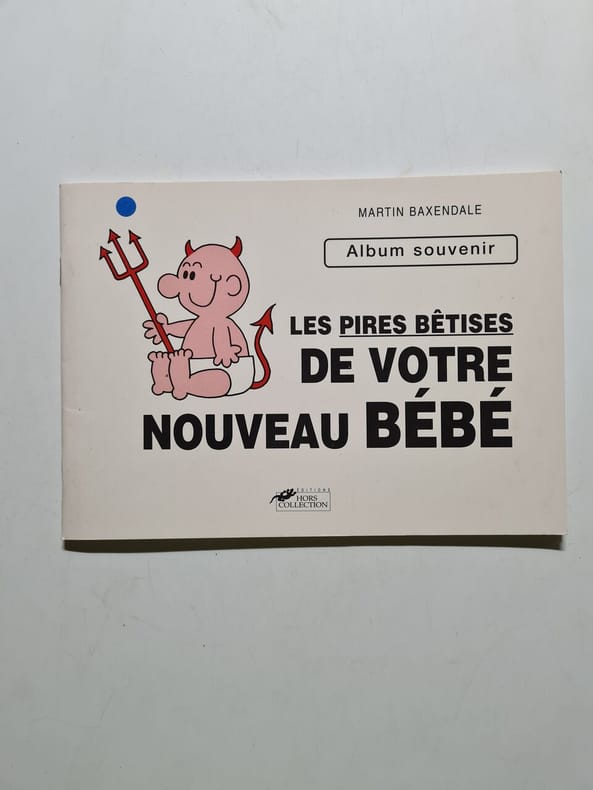 MARTIN BAXENDALE
Album souvenir
LES PIRES BÊTISES
DE VOTRE
NOUVEAU BÉBÉ
EDITIONS
HORS
COLLECTION